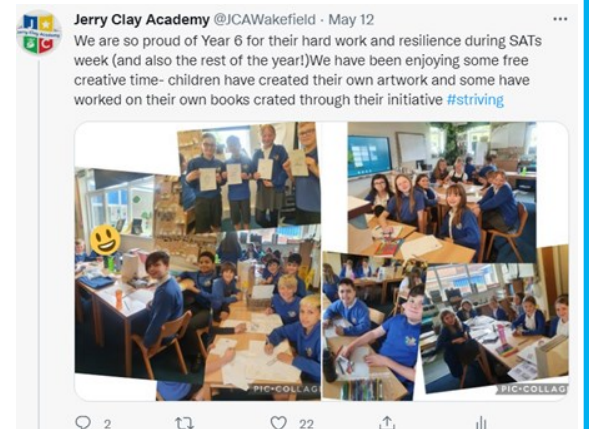 Jerry Clay Academy @JCAWakefield · May 12
We are so proud of Year 6 for their hard work and resilience during SATs
week (and also the rest of the year!)We have been enjoying some free
creative time- children have created their own artwork and some have
worked on their own books crated through their initiative #striving
PIC•COLLAG
PIC•COLLAG
2
22